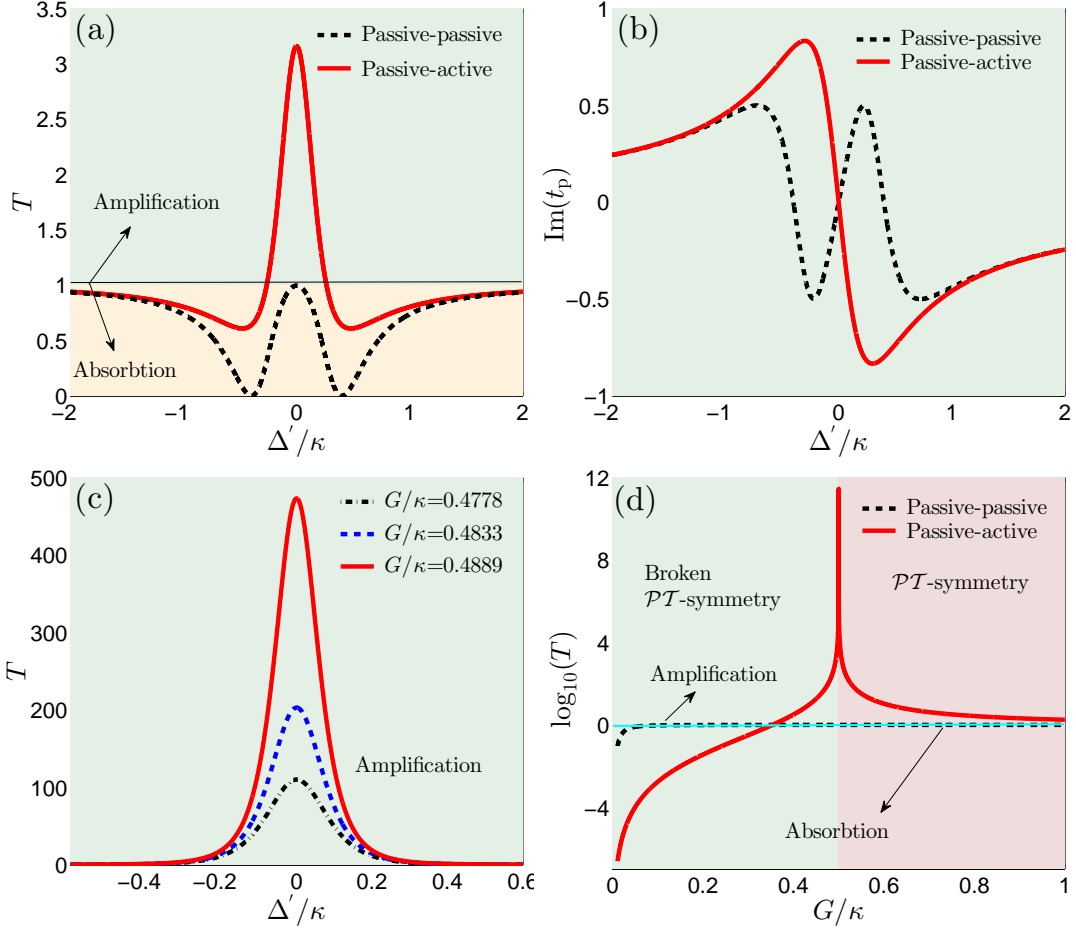 (a)
T
3.5
3
2.5
2
1.5
1
0.5
0
Passive-passive
Passive-active
Amplification
Absorbtion
−2 −1 0 1 2
Δ′/κ
(b)
Im(tₚ)
1
0.5
0
−0.5
−1
Passive-passive
Passive-active
−2 −1 0 1 2
Δ′/κ
(c)
T
500
400
300
200
100
0
G/κ=0.4778
G/κ=0.4833
G/κ=0.4889
Amplification
−0.4 −0.2 0 0.2 0.4 0.6
Δ′/κ
(d)
log₁₀(T)
12
8
4
0
−4
Passive-passive
Passive-active
Broken
𝒫𝒯-symmetry
𝒫𝒯-symmetry
Amplification
Absorbtion
0 0.2 0.4 0.6 0.8 1
G/κ